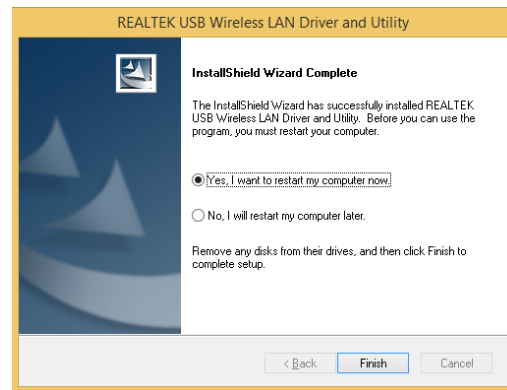 REALTEK USB Wireless LAN Driver and Utility
InstallShield Wizard Complete
The InstallShield Wizard has successfully installed REALTEK
USB Wireless LAN Driver and Utility.  Before you can use the
program, you must restart your computer.
Yes, I want to restart my computer now.
No, I will restart my computer later.
Remove any disks from their drives, and then click Finish to
complete setup.
< Back
Finish
Cancel